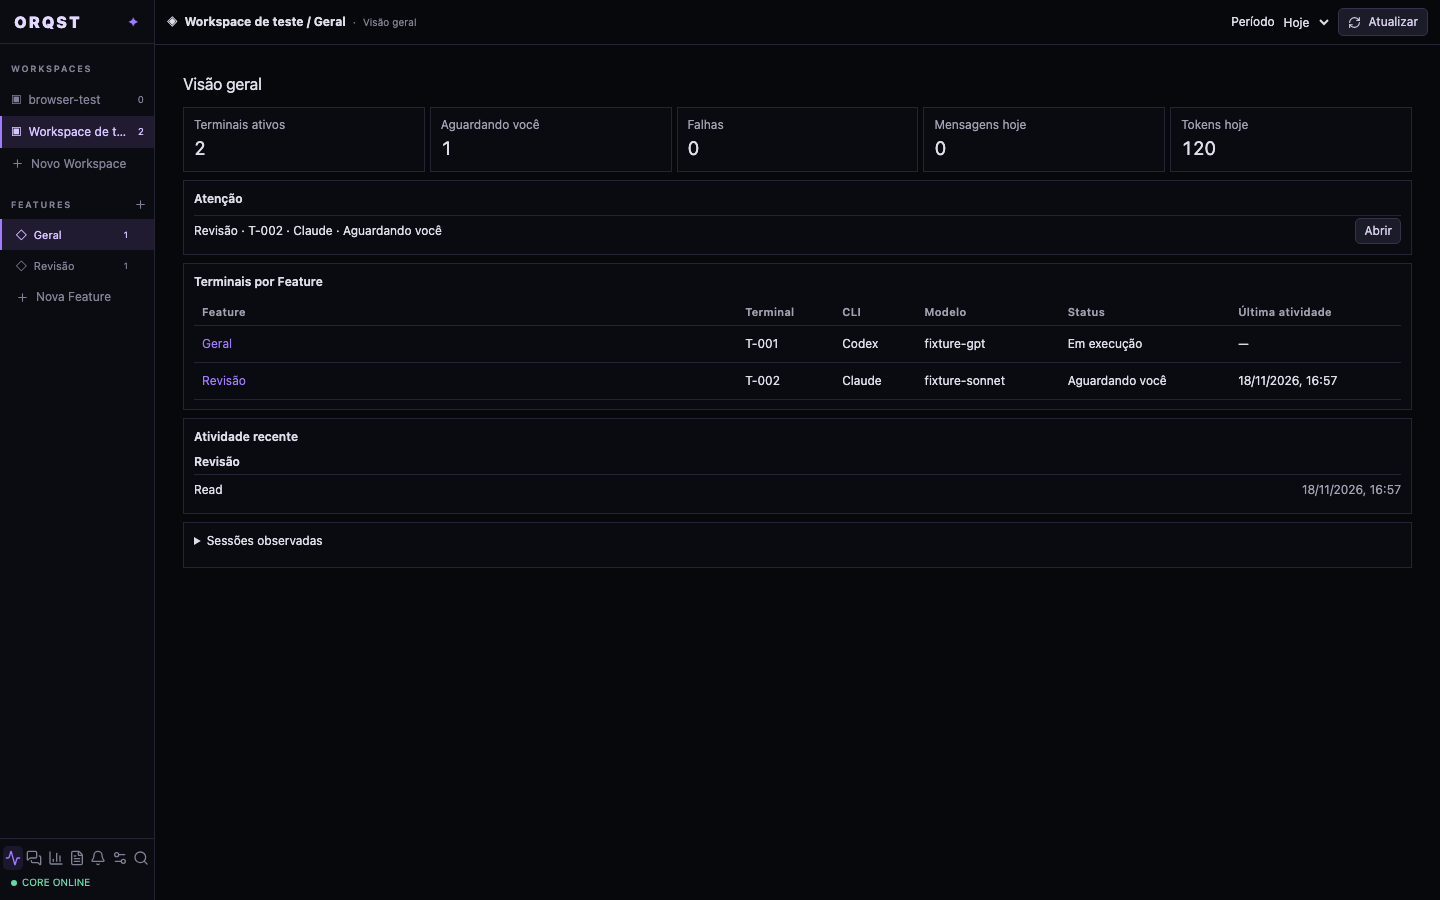 ORQST
WORKSPACES
browser-test 0
Workspace de t... 2
Novo Workspace
FEATURES
Geral 1
Revisão 1
Nova Feature
CORE ONLINE
Workspace de teste / Geral · Visão geral
Período Hoje Atualizar
Visão geral
Terminais ativos
2
Aguardando você
1
Falhas
0
Mensagens hoje
0
Tokens hoje
120
Atenção
Revisão · T-002 · Claude · Aguardando você Abrir
Terminais por Feature
Feature Terminal CLI Modelo Status Última atividade
Geral T-001 Codex fixture-gpt Em execução —
Revisão T-002 Claude fixture-sonnet Aguardando você 18/11/2026, 16:57
Atividade recente
Revisão
Read 18/11/2026, 16:57
Sessões observadas